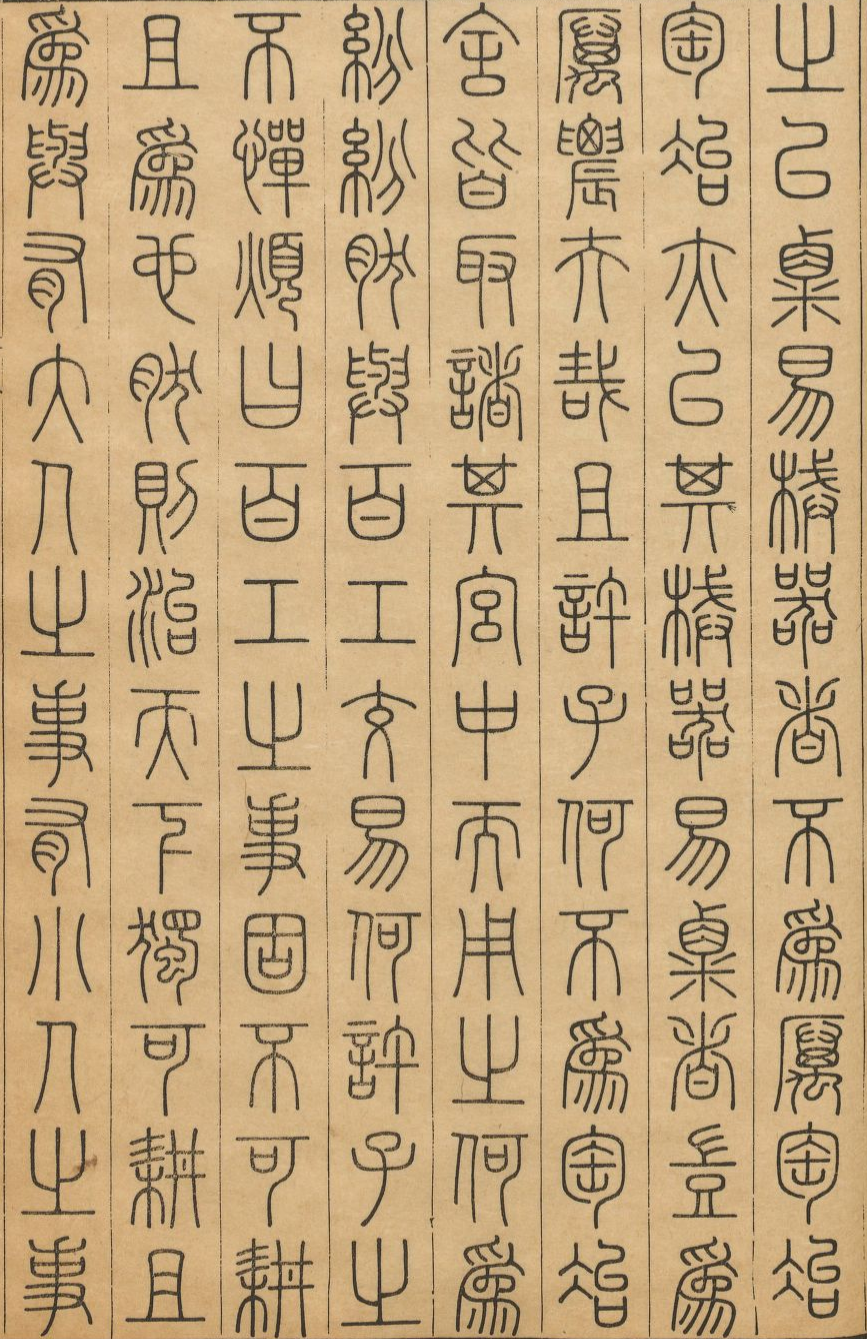 之以粟易械器者不爲厲匋冶
匋冶亦以其械器易粟者豈爲
厲農夫哉且許子何不爲匋冶
舍皆取諸其宮中而用之何爲
紛紛然與百工交易何許子之
不憚煩曰百工之事固不可耕
且爲也然則治天下獨可耕且
爲與有大人之事有小人之事